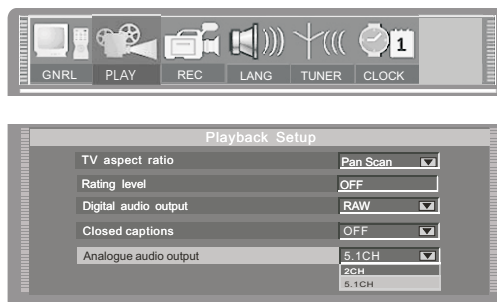 1
GNRL PLAY REC LANG TUNER CLOCK
Playback Setup
TV aspect ratio Pan Scan
Rating level OFF
Digital audio output RAW
Closed captions OFF
Analogue audio output 5.1CH
2CH
5.1CH